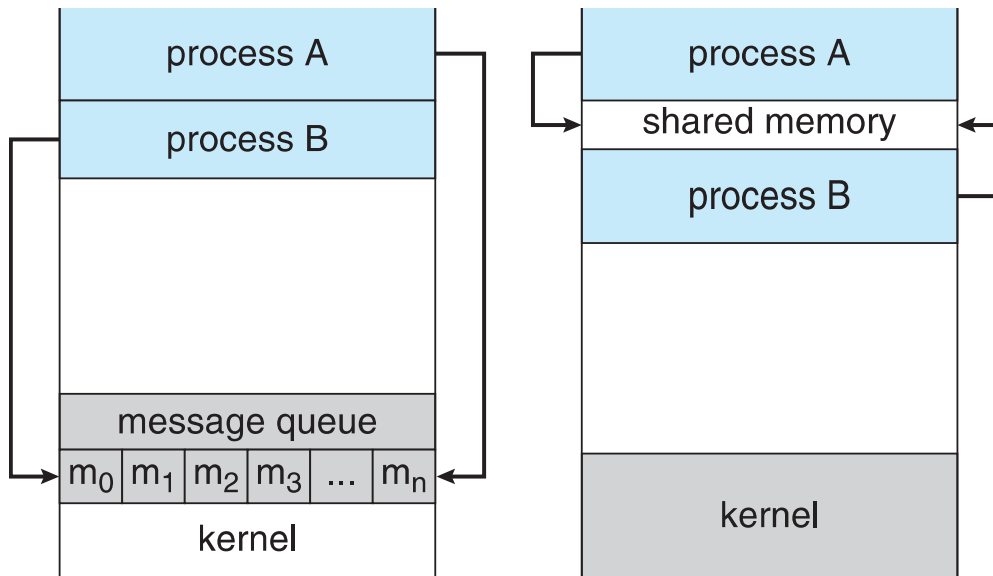 process A
process B
message queue
m0 m1 m2 m3 ... mn
kernel
process A
shared memory
process B
kernel